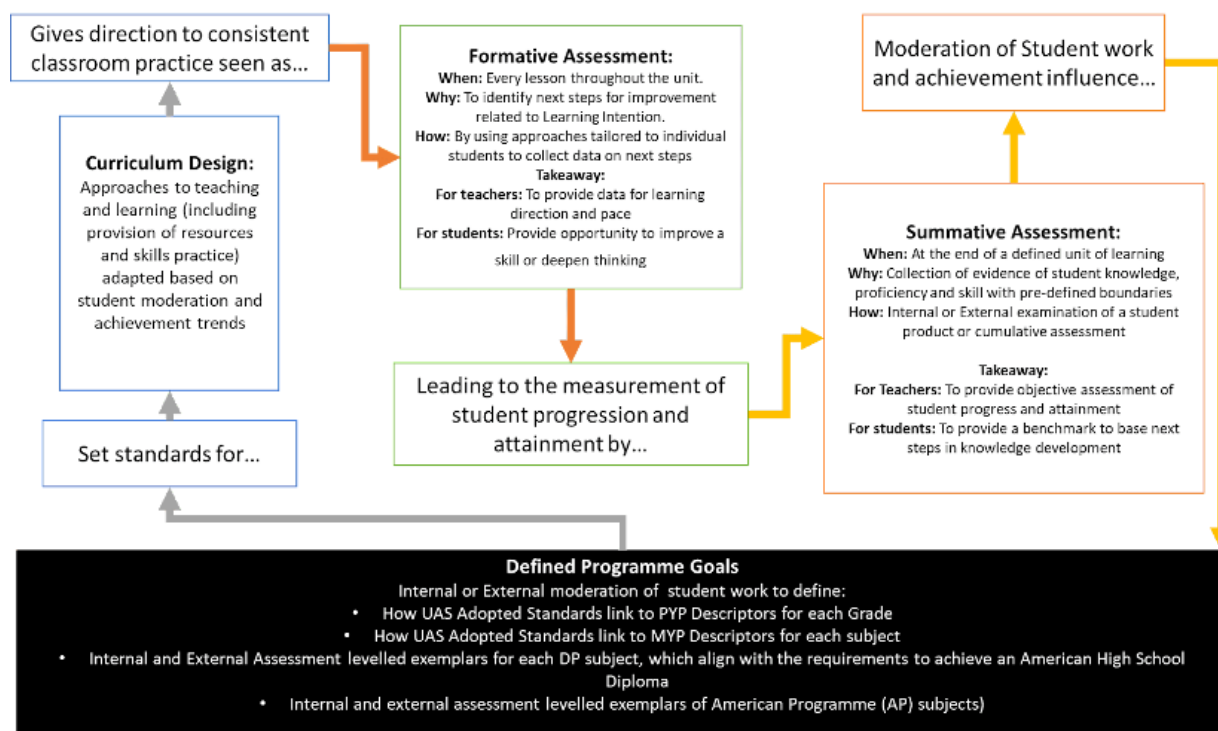 Gives direction to consistent
classroom practice seen as...
Curriculum Design:
Approaches to teaching
and learning (including
provision of resources
and skills practice)
adapted based on
student moderation and
achievement trends
Set standards for...
Formative Assessment:
When: Every lesson throughout the unit.
Why: To identify next steps for improvement
related to Learning Intention.
How: By using approaches tailored to individual
students to collect data on next steps
Takeaway:
For teachers: To provide data for learning
direction and pace
For students: Provide opportunity to improve a
skill or deepen thinking
Leading to the measurement of
student progression and
attainment by...
Moderation of Student work
and achievement influence...
Summative Assessment:
When: At the end of a defined unit of learning
Why: Collection of evidence of student knowledge,
proficiency and skill with pre-defined boundaries
How: Internal or External examination of a student
product or cumulative assessment
Takeaway:
For Teachers: To provide objective assessment of
student progress and attainment
For students: To provide a benchmark to base next
steps in knowledge development
Defined Programme Goals
Internal or External moderation of student work to define:
• How UAS Adopted Standards link to PYP Descriptors for each Grade
• How UAS Adopted Standards link to MYP Descriptors for each subject
• Internal and External Assessment levelled exemplars for each DP subject, which align with the requirements to achieve an American High School
Diploma
• Internal and external assessment levelled exemplars of American Programme (AP) subjects)